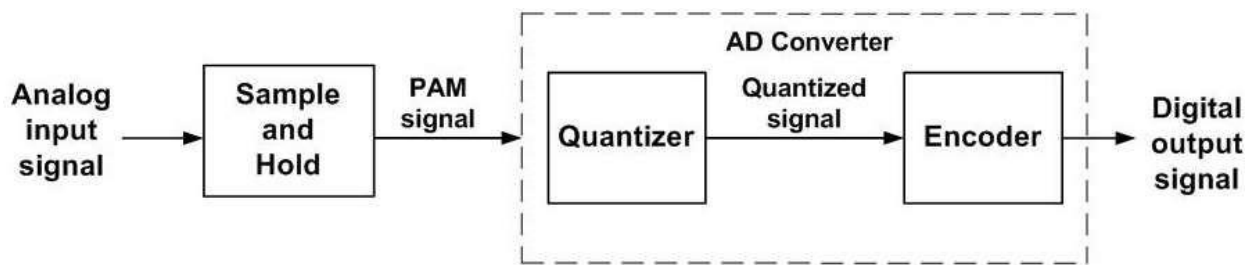 Analog
input
signal
Sample
and
Hold
PAM
signal
AD Converter
Quantizer
Quantized
signal
Encoder
Digital
output
signal